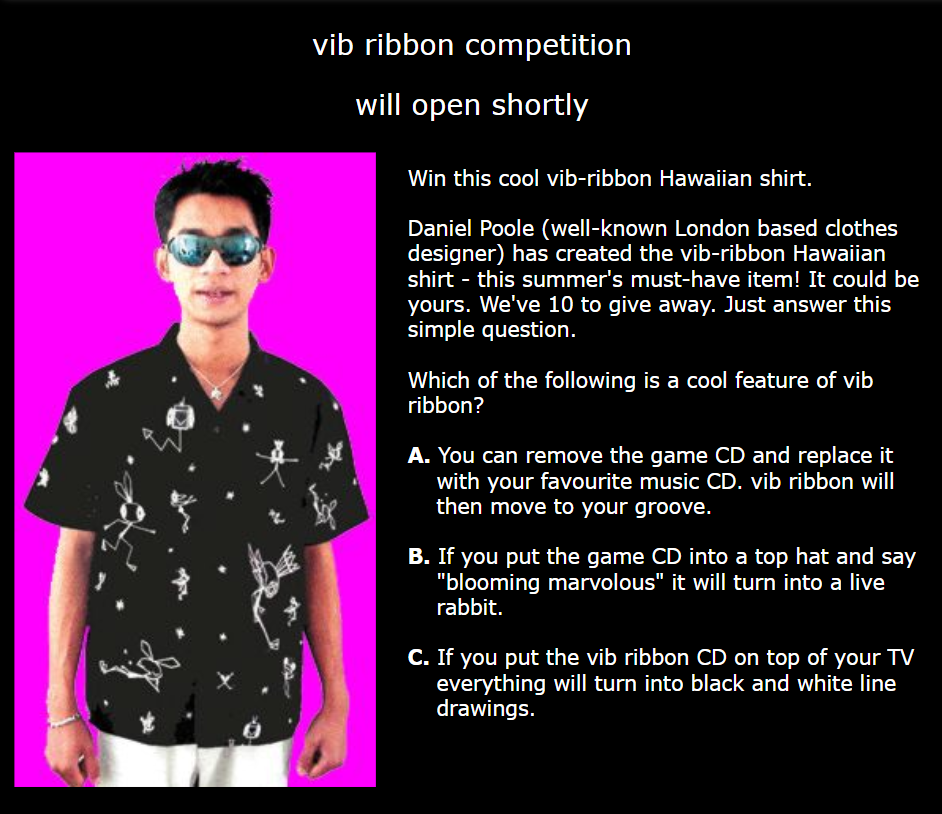 vib ribbon competition
will open shortly
Win this cool vib-ribbon Hawaiian shirt.
Daniel Poole (well-known London based clothes
designer) has created the vib-ribbon Hawaiian
shirt - this summer's must-have item! It could be
yours. We've 10 to give away. Just answer this
simple question.
Which of the following is a cool feature of vib
ribbon?
A. You can remove the game CD and replace it
with your favourite music CD. vib ribbon will
then move to your groove.
B. If you put the game CD into a top hat and say
"blooming marvolous" it will turn into a live
rabbit.
C. If you put the vib ribbon CD on top of your TV
everything will turn into black and white line
drawings.